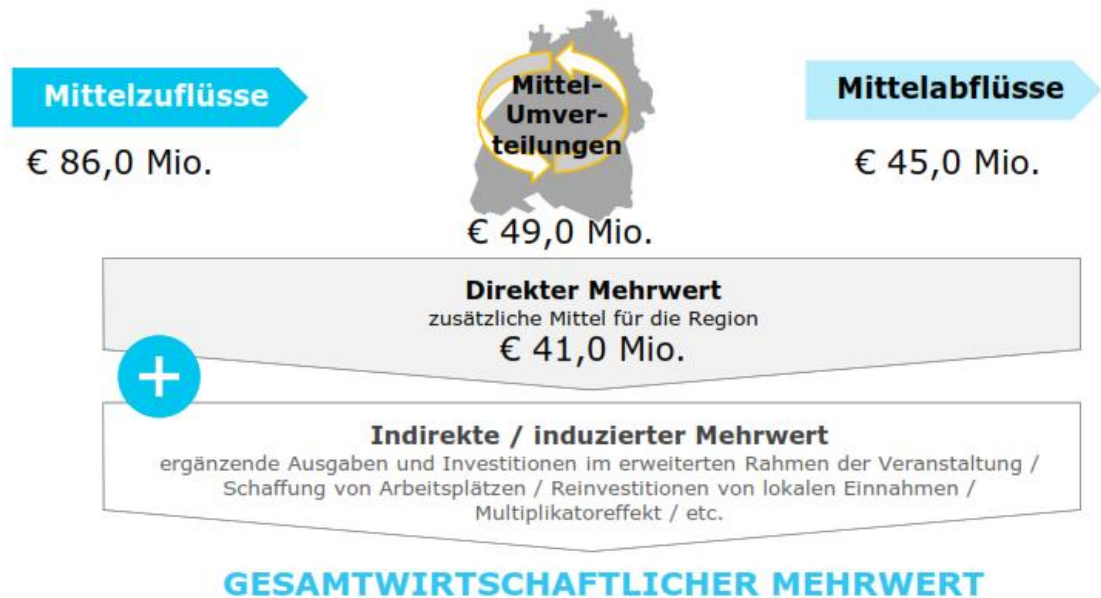 Mittelzuflüsse
€ 86,0 Mio.
Mittel-
Umver-
teilungen
€ 49,0 Mio.
Mittelabflüsse
€ 45,0 Mio.
Direkter Mehrwert
zusätzliche Mittel für die Region
€ 41,0 Mio.
+
Indirekte / induzierter Mehrwert
ergänzende Ausgaben und Investitionen im erweiterten Rahmen der Veranstaltung /
Schaffung von Arbeitsplätzen / Reinvestitionen von lokalen Einnahmen /
Multiplikatoreffekt / etc.
GESAMTWIRTSCHAFTLICHER MEHRWERT